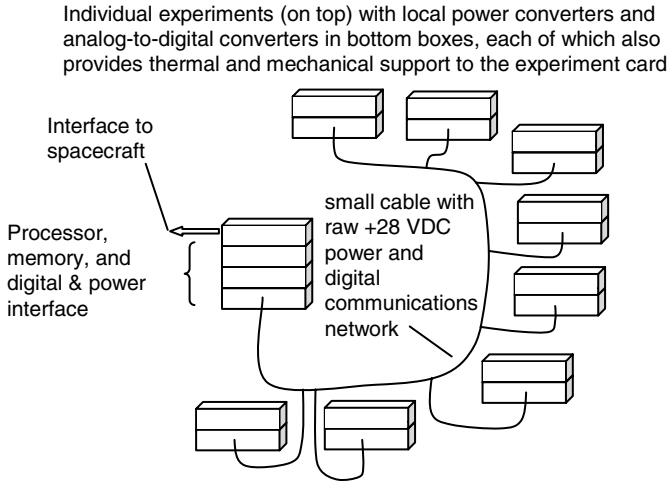 Individual experiments (on top) with local power converters and
analog-to-digital converters in bottom boxes, each of which also
provides thermal and mechanical support to the experiment card
Interface to
spacecraft
Processor,
memory, and
digital & power
interface
small cable with
raw +28 VDC
power and
digital
communications
network